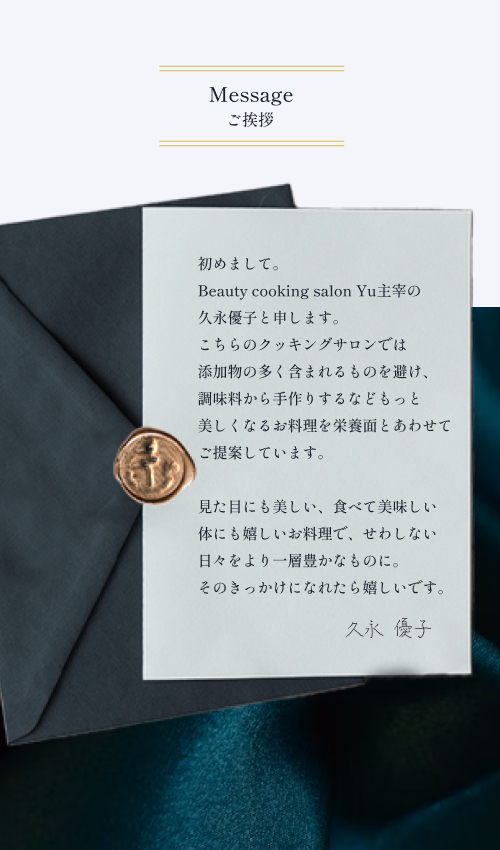 Message
ご挨拶
初めまして。
Beauty cooking salon Yu主宰の
久永優子と申します。
こちらのクッキングサロンでは
添加物の多く含まれるものを避け、
調味料から手作りするなどもっと
美しくなるお料理を栄養面とあわせて
ご提案しています。
見た目にも美しい、食べて美味しい
体にも嬉しいお料理で、せわしない
日々をより一層豊かなものに。
そのきっかけになれたら嬉しいです。
久永 優子